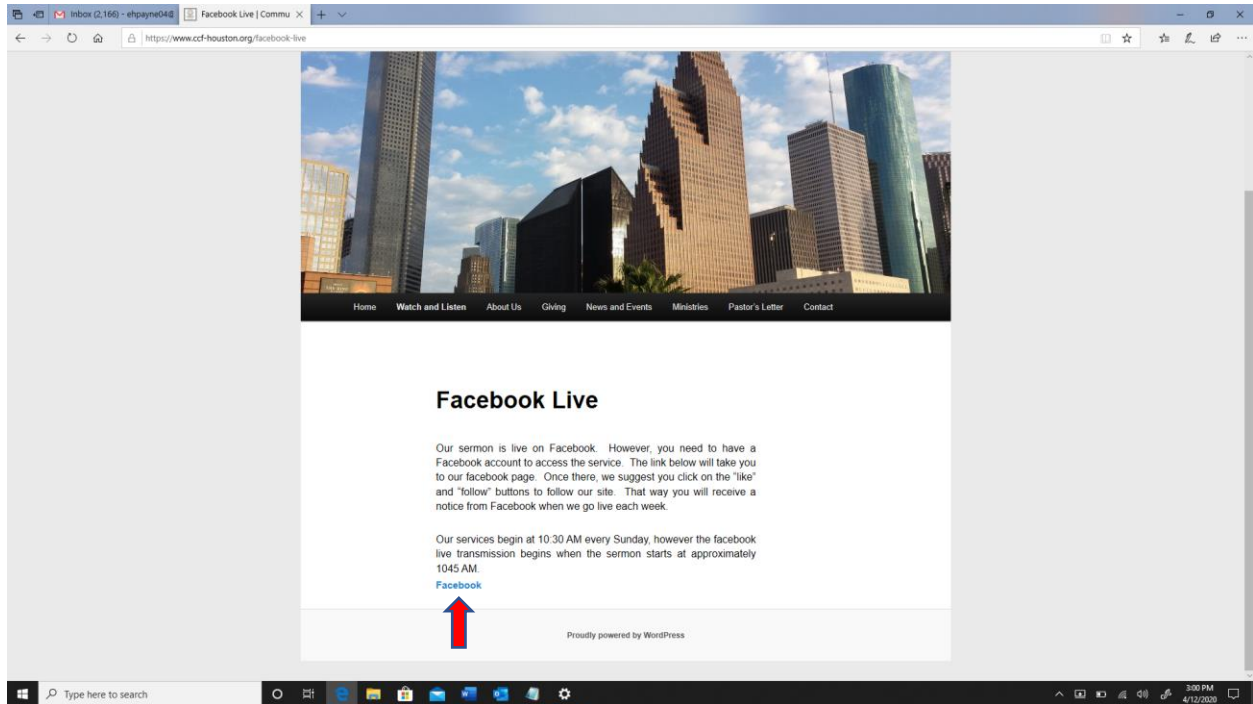 Inbox (2,166) - ehpayne04@
Facebook Live | Commu
https://www.ccf-houston.org/facebook-live
Home Watch and Listen About Us Giving News and Events Ministries Pastor's Letter Contact
Facebook Live
Our sermon is live on Facebook. However, you need to have a
Facebook account to access the service. The link below will take you
to our facebook page. Once there, we suggest you click on the "like"
and "follow" buttons to follow our site. That way you will receive a
notice from Facebook when we go live each week.
Our services begin at 10:30 AM every Sunday, however the facebook
live transmission begins when the sermon starts at approximately
1045 AM.
Facebook
Proudly powered by WordPress
Type here to search
3:00 PM
4/12/2020